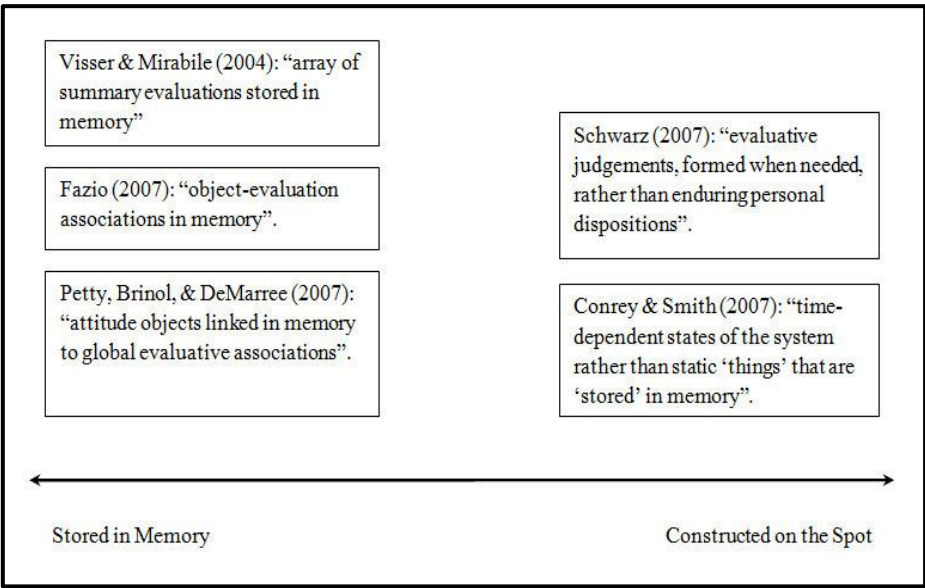 Visser & Mirabile (2004): “array of
summary evaluations stored in
memory”
Fazio (2007): “object-evaluation
associations in memory”.
Petty, Brinol, & DeMarree (2007):
“attitude objects linked in memory
to global evaluative associations”.
Schwarz (2007): “evaluative
judgements, formed when needed,
rather than enduring personal
dispositions”.
Conrey & Smith (2007): “time-
dependent states of the system
rather than static ‘things’ that are
‘stored’ in memory”.
Stored in Memory
Constructed on the Spot